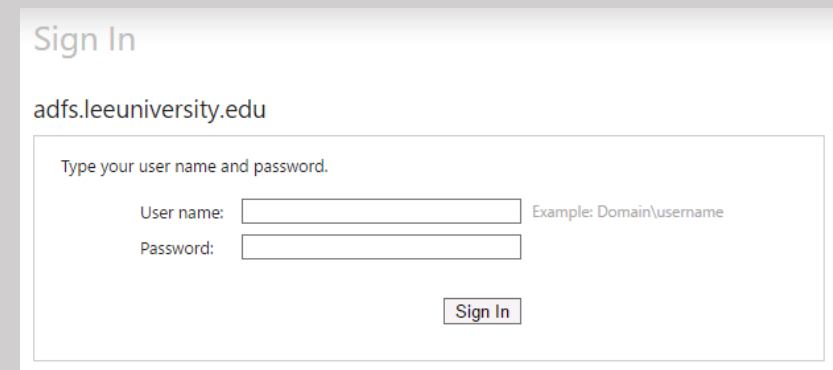 Sign In
adfs.leeuniversity.edu
Type your user name and password.
User name: Example: Domain\username
Password:
Sign In